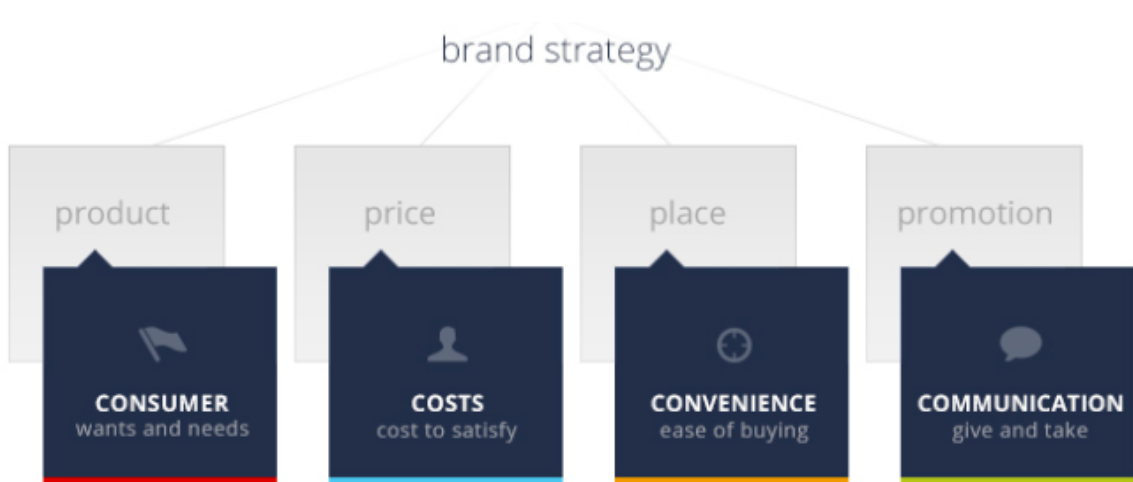 brand strategy
product
price
place
promotion
CONSUMER
wants and needs
COSTS
cost to satisfy
CONVENIENCE
ease of buying
COMMUNICATION
give and take